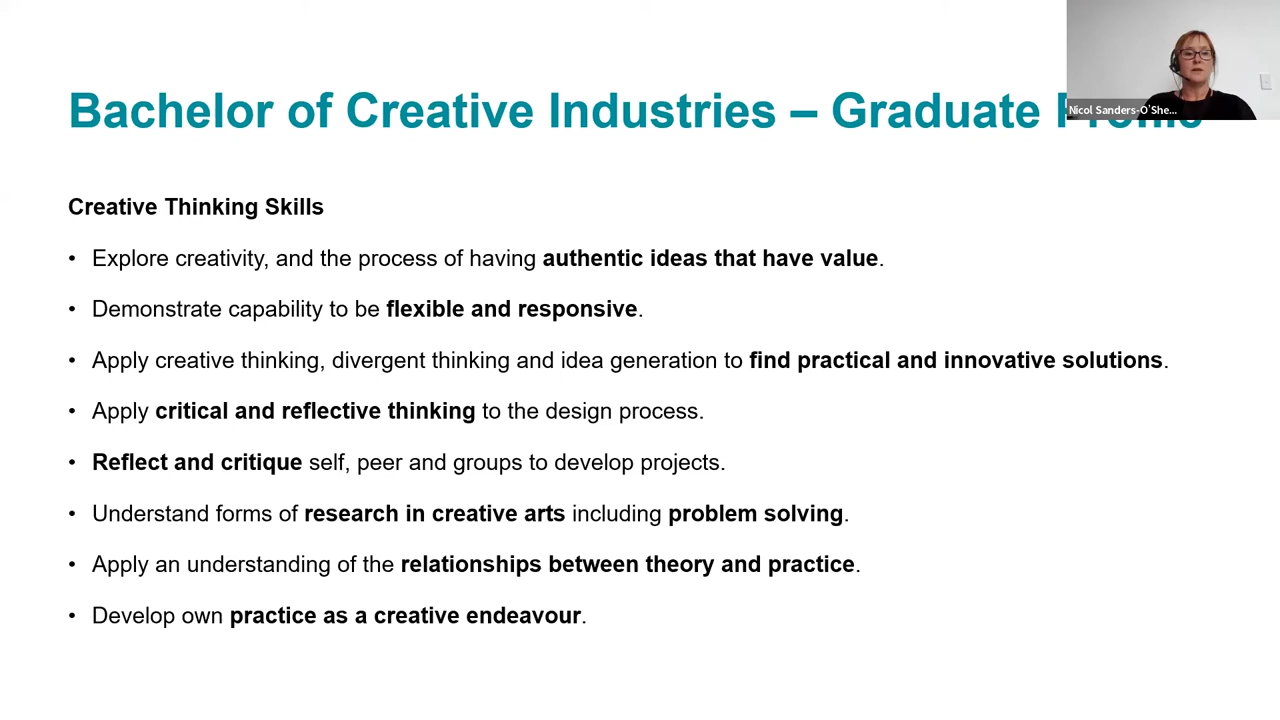 Bachelor of Creative Industries – Graduate
Nicol Sanders-O'She...
Creative Thinking Skills
• Explore creativity, and the process of having authentic ideas that have value.
• Demonstrate capability to be flexible and responsive.
• Apply creative thinking, divergent thinking and idea generation to find practical and innovative solutions.
• Apply critical and reflective thinking to the design process.
• Reflect and critique self, peer and groups to develop projects.
• Understand forms of research in creative arts including problem solving.
• Apply an understanding of the relationships between theory and practice.
• Develop own practice as a creative endeavour.